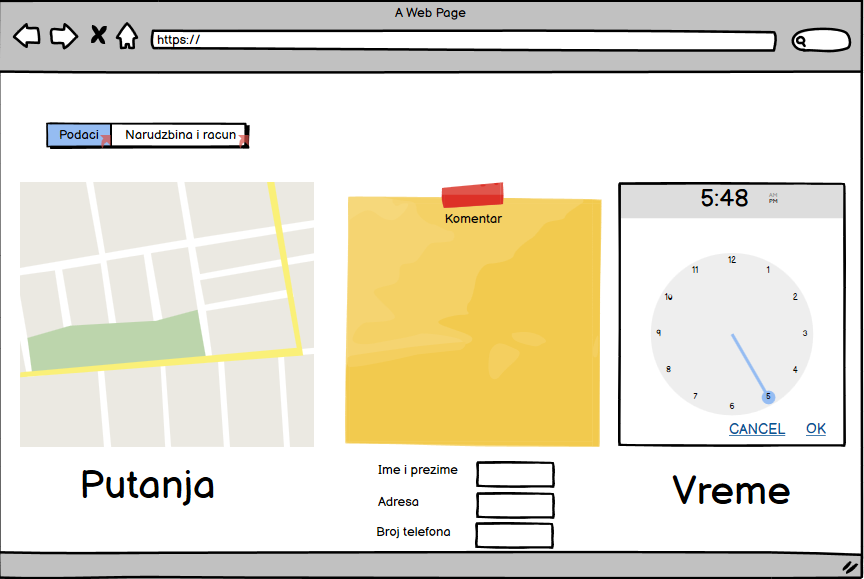 A Web Page
https://
Podaci Narudzbina i racun
Komentar
5:48 AM
PM
12
11 1
10 2
9 3
8 4
7 5
6
CANCEL OK
Putanja
Ime i prezime
Adresa
Broj telefona
Vreme